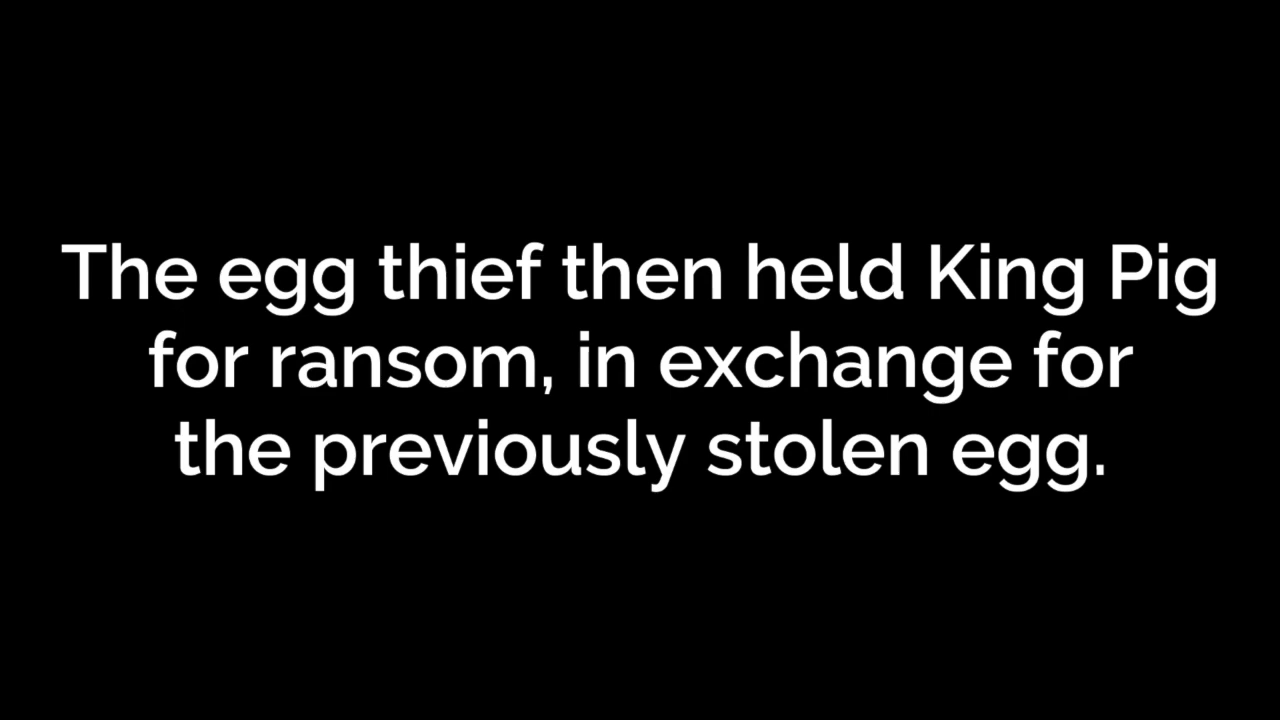 The egg thief then held King Pig
for ransom, in exchange for
the previously stolen egg.